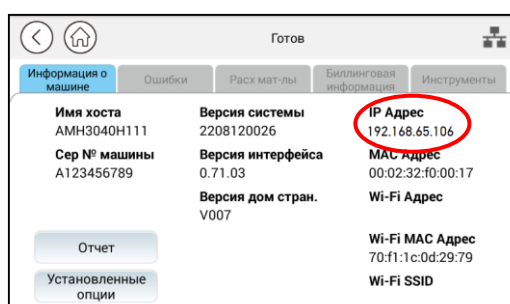 Готов
Информация о машине
Ошибки
Расх мат-лы
Биллинговая информация
Инструменты
Имя хоста
AMH3040H111
Сер № машины
A123456789
Версия системы
2208120026
Версия интерфейса
0.71.03
Версия дом стран.
V007
IP Адрес
192.168.65.106
MAC Адрес
00:02:32:f0:00:17
Wi-Fi Адрес
Wi-Fi MAC Адрес
70:f1:1c:0d:29:79
Wi-Fi SSID
Отчет
Установленные
опции